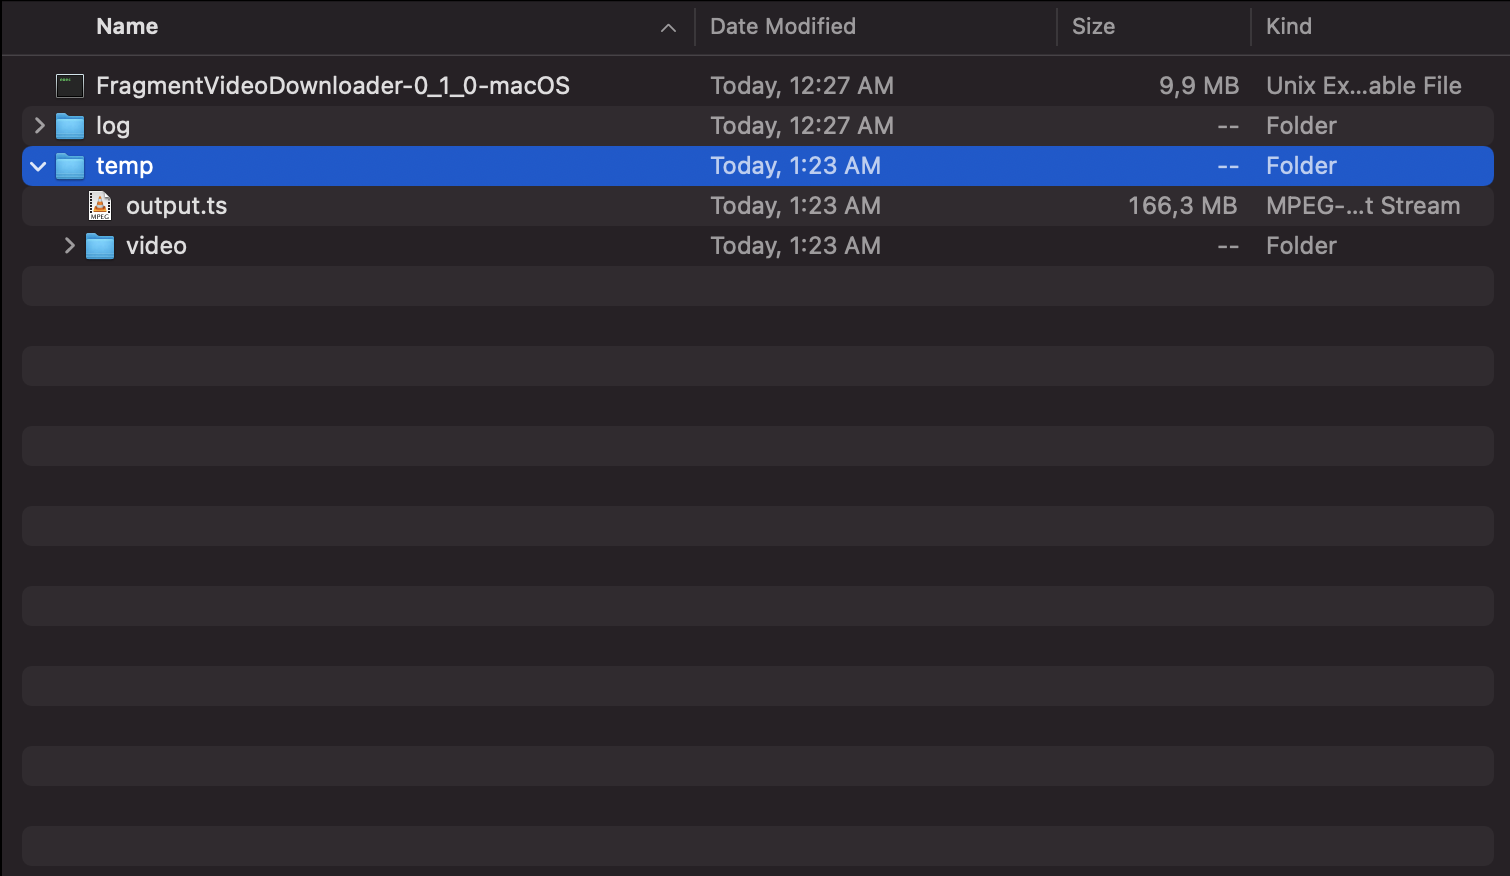 Name Date Modified Size Kind
FragmentVideoDownloader-0_1_0-macOS Today, 12:27 AM 9,9 MB Unix Ex...able File
log Today, 12:27 AM -- Folder
temp Today, 1:23 AM -- Folder
MPEG output.ts Today, 1:23 AM 166,3 MB MPEG-...t Stream
video Today, 1:23 AM -- Folder